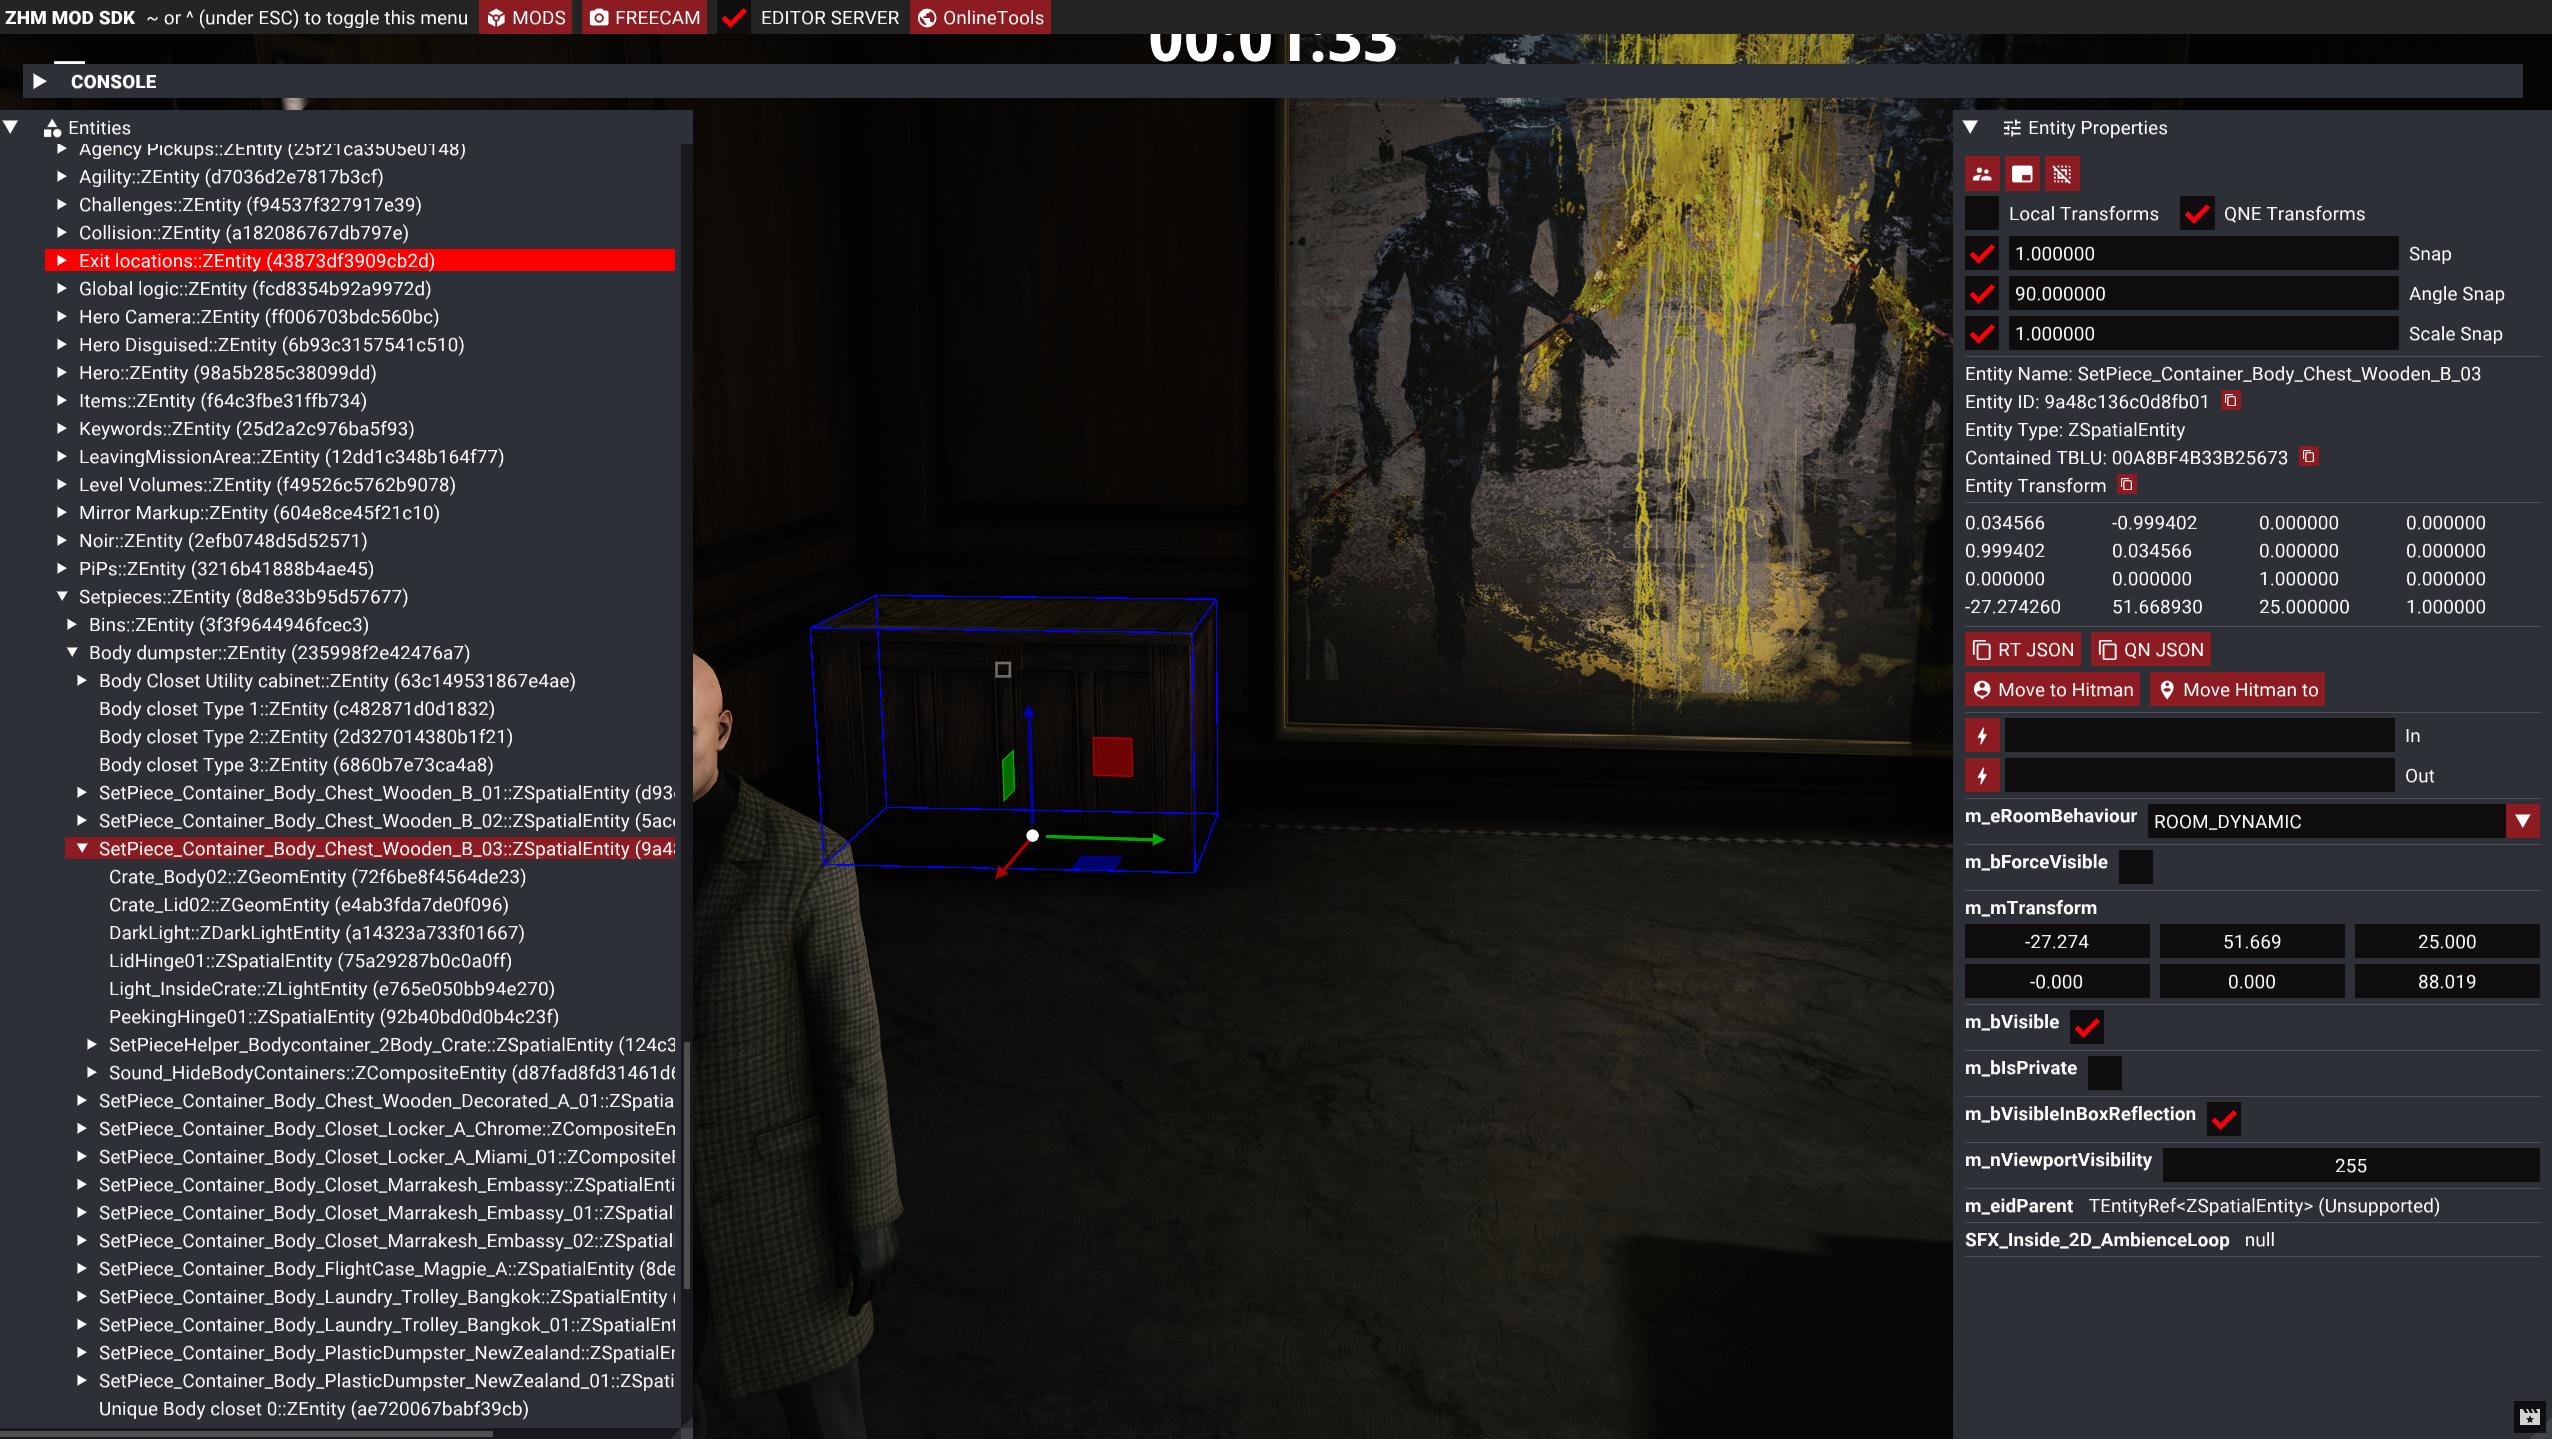 ZHM MOD SDK ~ or ^ (under ESC) to toggle this menu MODS FREECAM EDITOR SERVER OnlineTools
00:01:33
CONSOLE
Entities
Agency Pickups::ZEntity (25f21ca3505e0148)
Agility::ZEntity (d7036d2e7817b3cf)
Challenges::ZEntity (f94537f327917e39)
Collision::ZEntity (a182086767db797e)
Exit locations::ZEntity (43873df3909cb2d)
Global logic::ZEntity (fcd8354b92a9972d)
Hero Camera::ZEntity (ff006703bdc560bc)
Hero Disguised::ZEntity (6b93c3157541c510)
Hero::ZEntity (98a5b285c38099dd)
Items::ZEntity (f64c3fbe31ffb734)
Keywords::ZEntity (25d2a2c976ba5f93)
LeavingMissionArea::ZEntity (12dd1c348b164f77)
Level Volumes::ZEntity (f49526c5762b9078)
Mirror Markup::ZEntity (604e8ce45f21c10)
Noir::ZEntity (2efb0748d5d52571)
PiPs::ZEntity (3216b41888b4ae45)
Setpieces::ZEntity (8d8e33b95d57677)
Bins::ZEntity (3f3f9644946fcec3)
Body dumpster::ZEntity (235998f2e42476a7)
Body Closet Utility cabinet::ZEntity (63c149531867e4ae)
Body closet Type 1::ZEntity (c482871d0d1832)
Body closet Type 2::ZEntity (2d327014380b1f21)
Body closet Type 3::ZEntity (6860b7e73ca4a8)
SetPiece_Container_Body_Chest_Wooden_B_01::ZSpatialEntity (d93
SetPiece_Container_Body_Chest_Wooden_B_02::ZSpatialEntity (5ac
SetPiece_Container_Body_Chest_Wooden_B_03::ZSpatialEntity (9a4
Crate_Body02::ZGeomEntity (72f6be8f4564de23)
Crate_Lid02::ZGeomEntity (e4ab3fda7de0f096)
DarkLight::ZDarkLightEntity (a14323a733f01667)
LidHinge01::ZSpatialEntity (75a29287b0c0a0ff)
Light_InsideCrate::ZLightEntity (e765e050bb94e270)
PeekingHinge01::ZSpatialEntity (92b40bd0d0b4c23f)
SetPieceHelper_Bodycontainer_2Body_Crate::ZSpatialEntity (124c3
Sound_HideBodyContainers::ZCompositeEntity (d87fad8fd31461d
SetPiece_Container_Body_Chest_Wooden_Decorated_A_01::ZSpatia
SetPiece_Container_Body_Closet_Locker_A_Chrome::ZCompositeEn
SetPiece_Container_Body_Closet_Locker_A_Miami_01::ZComposite
SetPiece_Container_Body_Closet_Marrakesh_Embassy::ZSpatialEnti
SetPiece_Container_Body_Closet_Marrakesh_Embassy_01::ZSpatial
SetPiece_Container_Body_Closet_Marrakesh_Embassy_02::ZSpatial
SetPiece_Container_Body_FlightCase_Magpie_A::ZSpatialEntity (8de
SetPiece_Container_Body_Laundry_Trolley_Bangkok::ZSpatialEntity (
SetPiece_Container_Body_Laundry_Trolley_Bangkok_01::ZSpatialEnt
SetPiece_Container_Body_PlasticDumpster_NewZealand::ZSpatialEr
SetPiece_Container_Body_PlasticDumpster_NewZealand_01::ZSpati
Unique Body closet 0::ZEntity (ae720067babf39cb)
Entity Properties
Local Transforms QNE Transforms
1.000000 Snap
90.000000 Angle Snap
1.000000 Scale Snap
Entity Name: SetPiece_Container_Body_Chest_Wooden_B_03
Entity ID: 9a48c136c0d8fb01
Entity Type: ZSpatialEntity
Contained TBLU: 00A8BF4B33B25673
Entity Transform
0.034566 -0.999402 0.000000 0.000000
0.999402 0.034566 0.000000 0.000000
0.000000 0.000000 1.000000 0.000000
-27.274260 51.668930 25.000000 1.000000
RT JSON QN JSON
Move to Hitman Move Hitman to
In
Out
m_eRoomBehaviour ROOM_DYNAMIC
m_bForceVisible
m_mTransform
-27.274 51.669 25.000
-0.000 0.000 88.019
m_bVisible
m_bIsPrivate
m_bVisibleInBoxReflection
m_nViewportVisibility 255
m_eidParent TEntityRef<ZSpatialEntity> (Unsupported)
SFX_Inside_2D_AmbienceLoop null